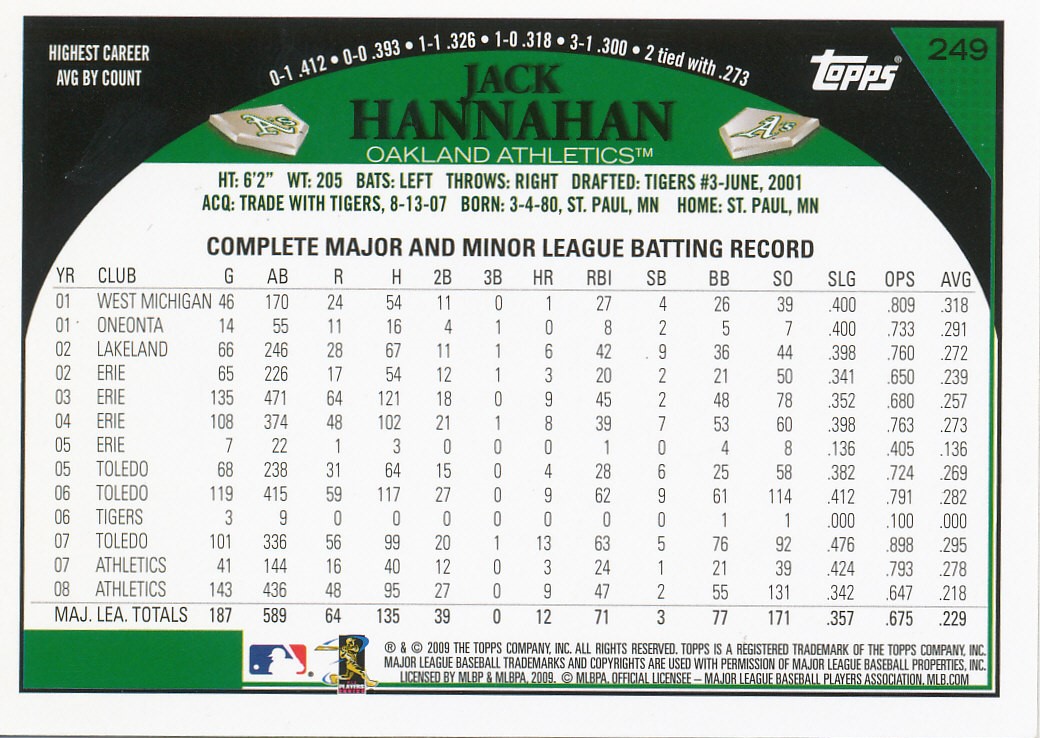 HIGHEST CAREER
AVG BY COUNT
0-1 .412 • 0-0 .393 • 1-1 .326 • 1-0 .318 • 3-1 .300 • 2 tied with .273
topps®
249
JACK
HANNAHAN
A's
A's
OAKLAND ATHLETICS™
HT: 6'2" WT: 205 BATS: LEFT THROWS: RIGHT DRAFTED: TIGERS #3-JUNE, 2001
ACQ: TRADE WITH TIGERS, 8-13-07 BORN: 3-4-80, ST. PAUL, MN HOME: ST. PAUL, MN
COMPLETE MAJOR AND MINOR LEAGUE BATTING RECORD
YR CLUB G AB R H 2B 3B HR RBI SB BB SO SLG OPS AVG
01 WEST MICHIGAN 46 170 24 54 11 0 1 27 4 26 39 .400 .809 .318
01 ONEONTA 14 55 11 16 4 1 0 8 2 5 7 .400 .733 .291
02 LAKELAND 66 246 28 67 11 1 6 42 9 36 44 .398 .760 .272
02 ERIE 65 226 17 54 12 1 3 20 2 21 50 .341 .650 .239
03 ERIE 135 471 64 121 18 0 9 45 2 48 78 .352 .680 .257
04 ERIE 108 374 48 102 21 1 8 39 7 53 60 .398 .763 .273
05 ERIE 7 22 1 3 0 0 0 1 0 4 8 .136 .405 .136
05 TOLEDO 68 238 31 64 15 0 4 28 6 25 58 .382 .724 .269
06 TOLEDO 119 415 59 117 27 0 9 62 9 61 114 .412 .791 .282
06 TIGERS 3 9 0 0 0 0 0 0 0 1 1 .000 .100 .000
07 TOLEDO 101 336 56 99 20 1 13 63 5 76 92 .476 .898 .295
07 ATHLETICS 41 144 16 40 12 0 3 24 1 21 39 .424 .793 .278
08 ATHLETICS 143 436 48 95 27 0 9 47 2 55 131 .342 .647 .218
MAJ. LEA. TOTALS 187 589 64 135 39 0 12 71 3 77 171 .357 .675 .229
® & © 2009 THE TOPPS COMPANY, INC. ALL RIGHTS RESERVED. TOPPS IS A REGISTERED TRADEMARK OF THE TOPPS COMPANY, INC.
MAJOR LEAGUE BASEBALL TRADEMARKS AND COPYRIGHTS ARE USED WITH PERMISSION OF MAJOR LEAGUE BASEBALL PROPERTIES, INC.
LICENSED BY MLBP & MLBPA, 2009. © MLBPA, OFFICIAL LICENSEE – MAJOR LEAGUE BASEBALL PLAYERS ASSOCIATION. MLB.COM
PLAYERS